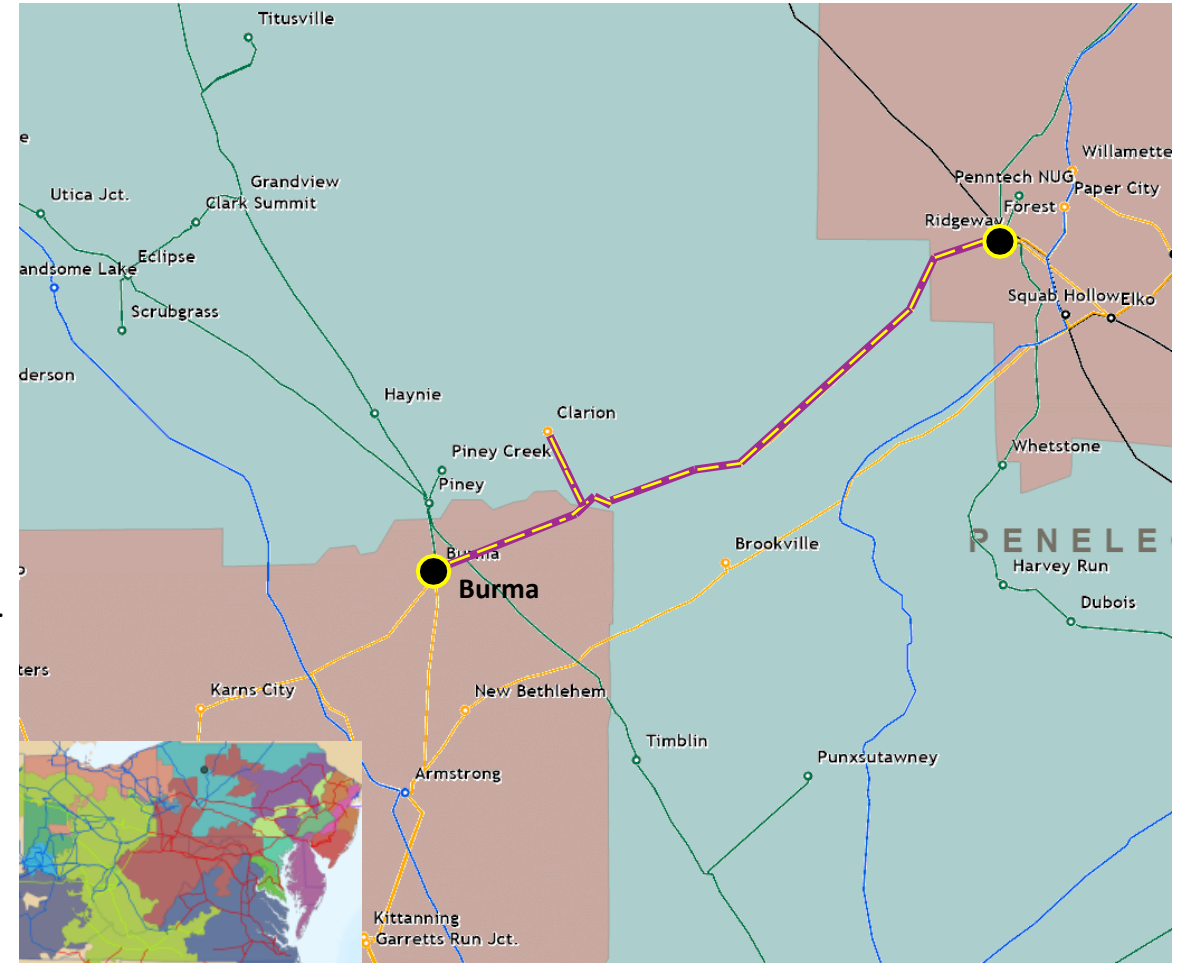 Titusville
Willamette
Penntech NUG
Paper City
Grandview
Utica Jct.
Clark Summit
Forest
Ridgeway
Eclipse
andsome Lake
Squab Hollow
Elko
Scrubgrass
derson
Haynie
Clarion
Piney Creek
Whetstone
Piney
PENELE
Brookville
Burma
Harvey Run
Burma
Dubois
ters
Karns City
New Bethlehem
Timblin
Punxsutawney
Armstrong
Kittanning
Garretts Run Jct.